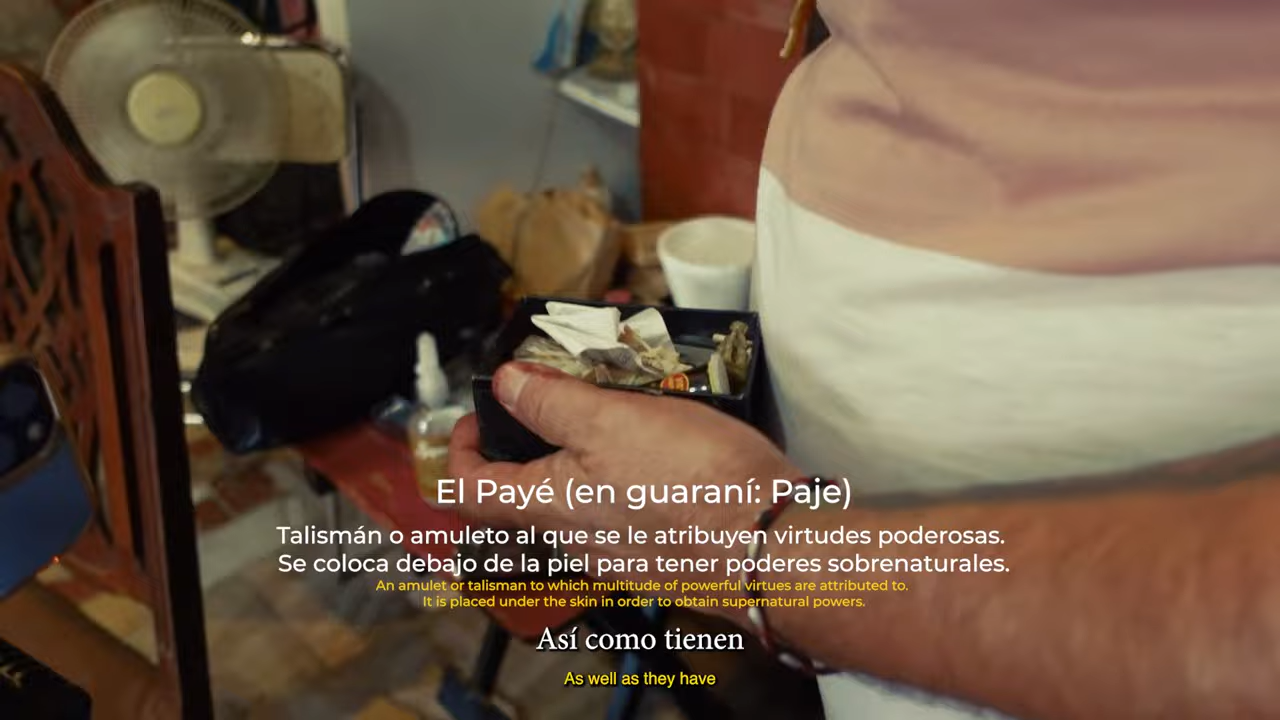 El Payé (en guaraní: Paje)
Talismán o amuleto al que se le atribuyen virtudes poderosas.
Se coloca debajo de la piel para tener poderes sobrenaturales.
An amulet or talisman to which multitude of powerful virtues are attributed to.
It is placed under the skin in order to obtain supernatural powers.
Así como tienen
As well as they have